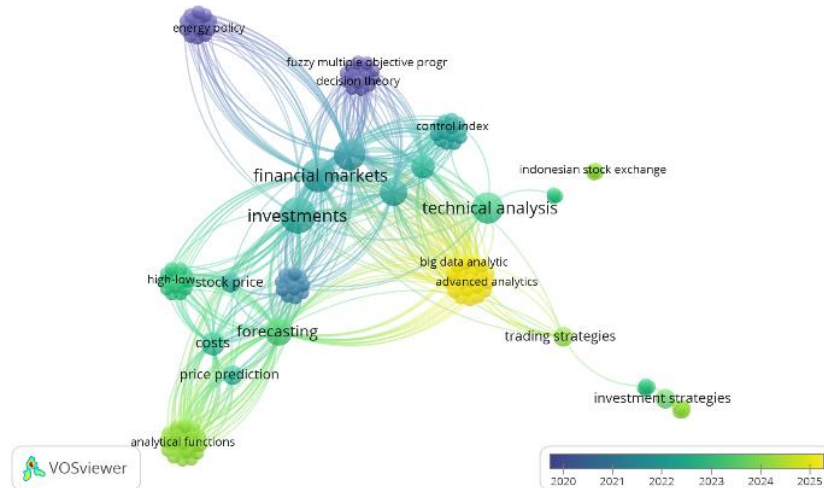 energy policy
fuzzy multiple objective progr
decision theory
control index
financial markets
indonesian stock exchange
investments
technical analysis
big data analytic
high-low
stock price
advanced analytics
forecasting
trading strategies
costs
price prediction
investment strategies
analytical functions
VOSviewer
2020 2021 2022 2023 2024 2025